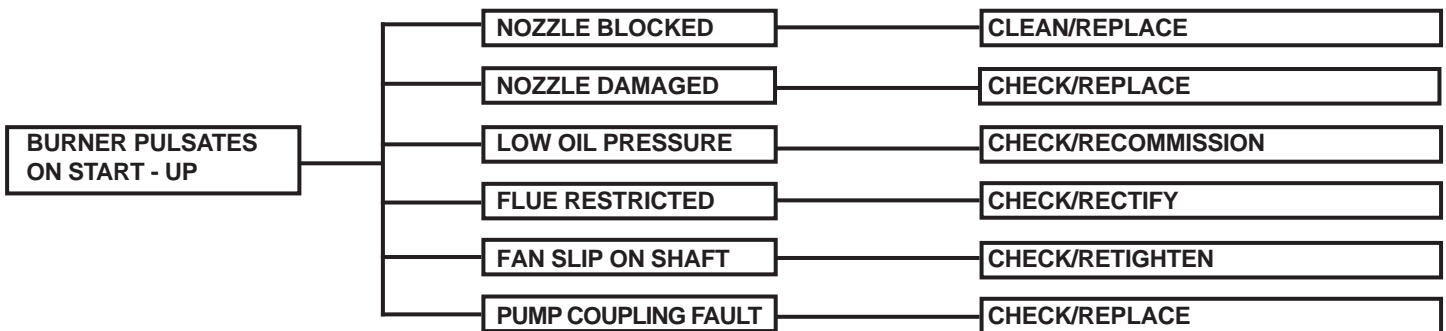 NOZZLE BLOCKED CLEAN/REPLACE
NOZZLE DAMAGED CHECK/REPLACE
BURNER PULSATES
ON START - UP
LOW OIL PRESSURE CHECK/RECOMMISSION
FLUE RESTRICTED CHECK/RECTIFY
FAN SLIP ON SHAFT CHECK/RETIGHTEN
PUMP COUPLING FAULT CHECK/REPLACE